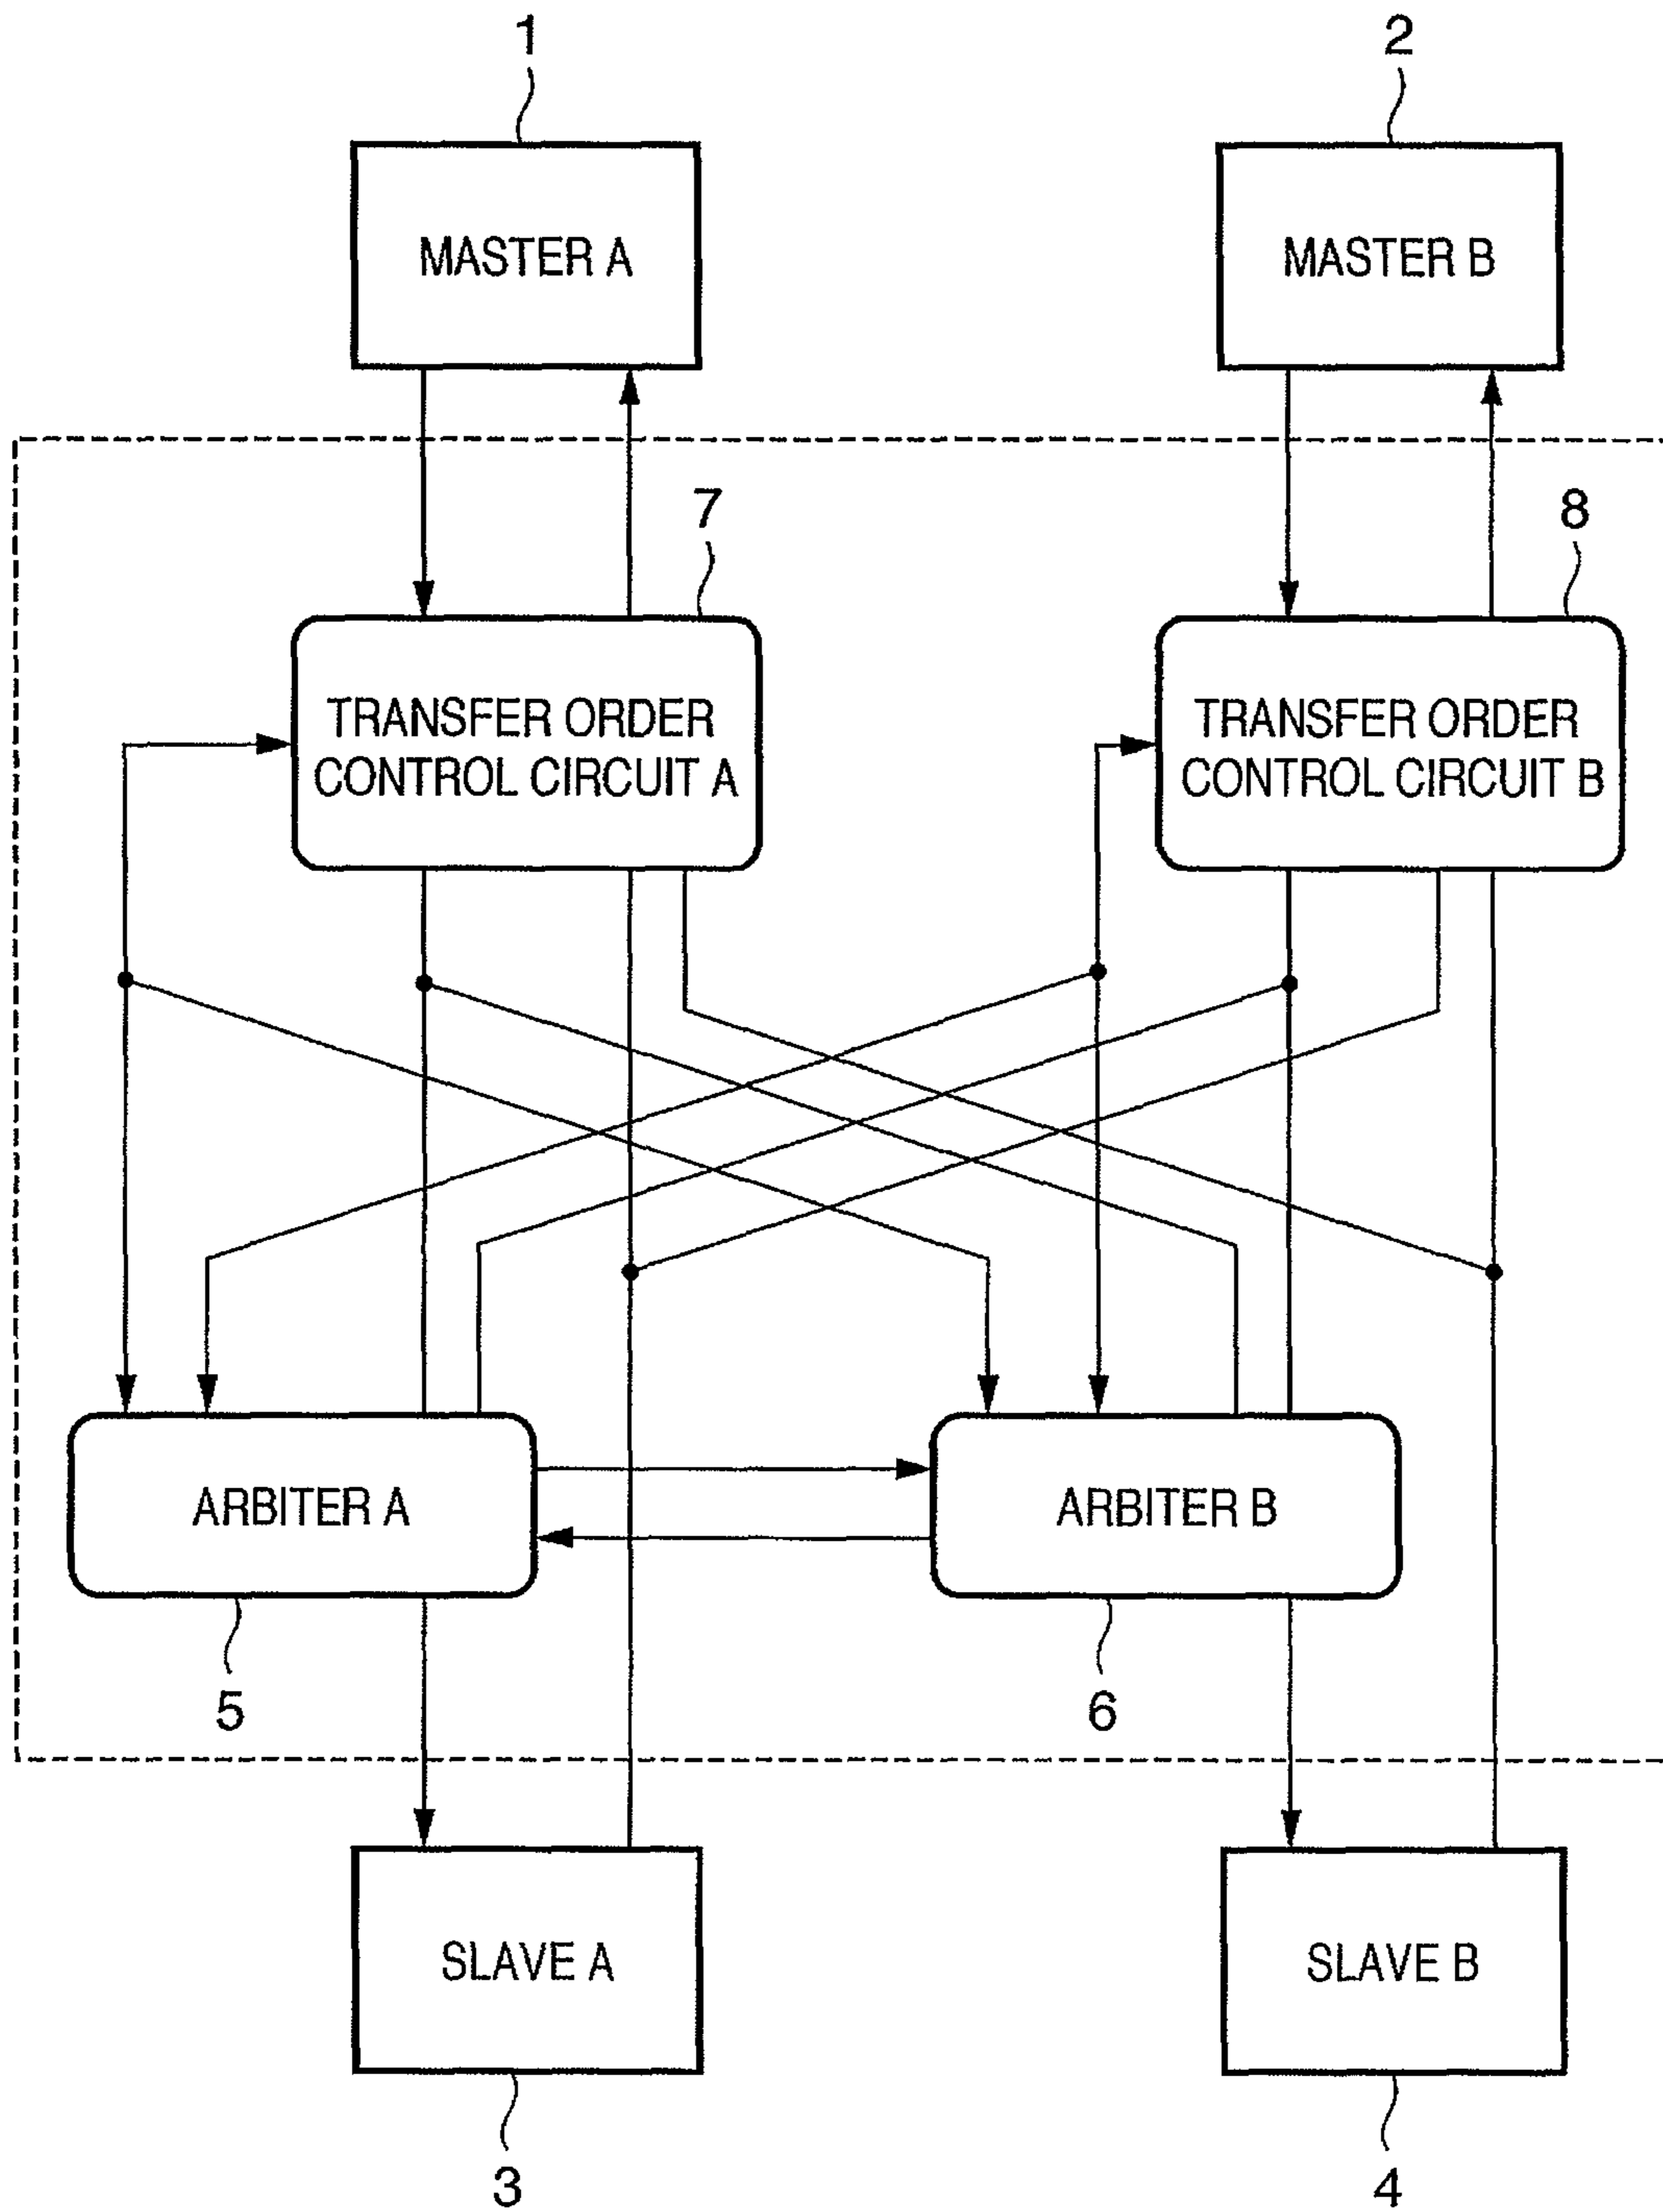 1
2
MASTER A
MASTER B
7
8
TRANSFER ORDER
CONTROL CIRCUIT A
TRANSFER ORDER
CONTROL CIRCUIT B
ARBITER A
ARBITER B
5
6
SLAVE A
SLAVE B
3
4